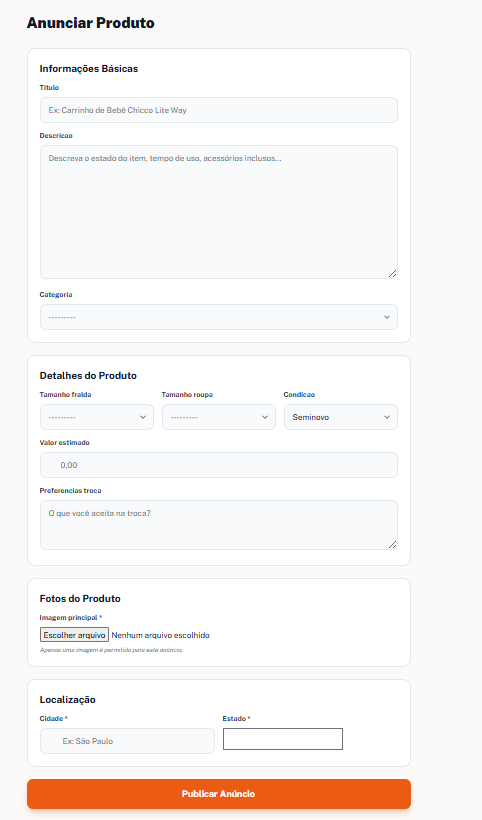 Anunciar Produto
Informações Básicas
Titulo
Ex: Carrinho de Bebê Chicco Lite Way
Descricao
Descreva o estado do item, tempo de uso, acessórios inclusos...
Categoria
---------
Detalhes do Produto
Tamanho fralda Tamanho roupa Condicao
--------- --------- Seminovo
Valor estimado
0,00
Preferencias troca
O que você aceita na troca?
Fotos do Produto
Imagem principal *
Escolher arquivo Nenhum arquivo escolhido
Apenas uma imagem é permitida para este anúncio.
Localização
Cidade * Estado *
Ex: São Paulo
Publicar Anúncio